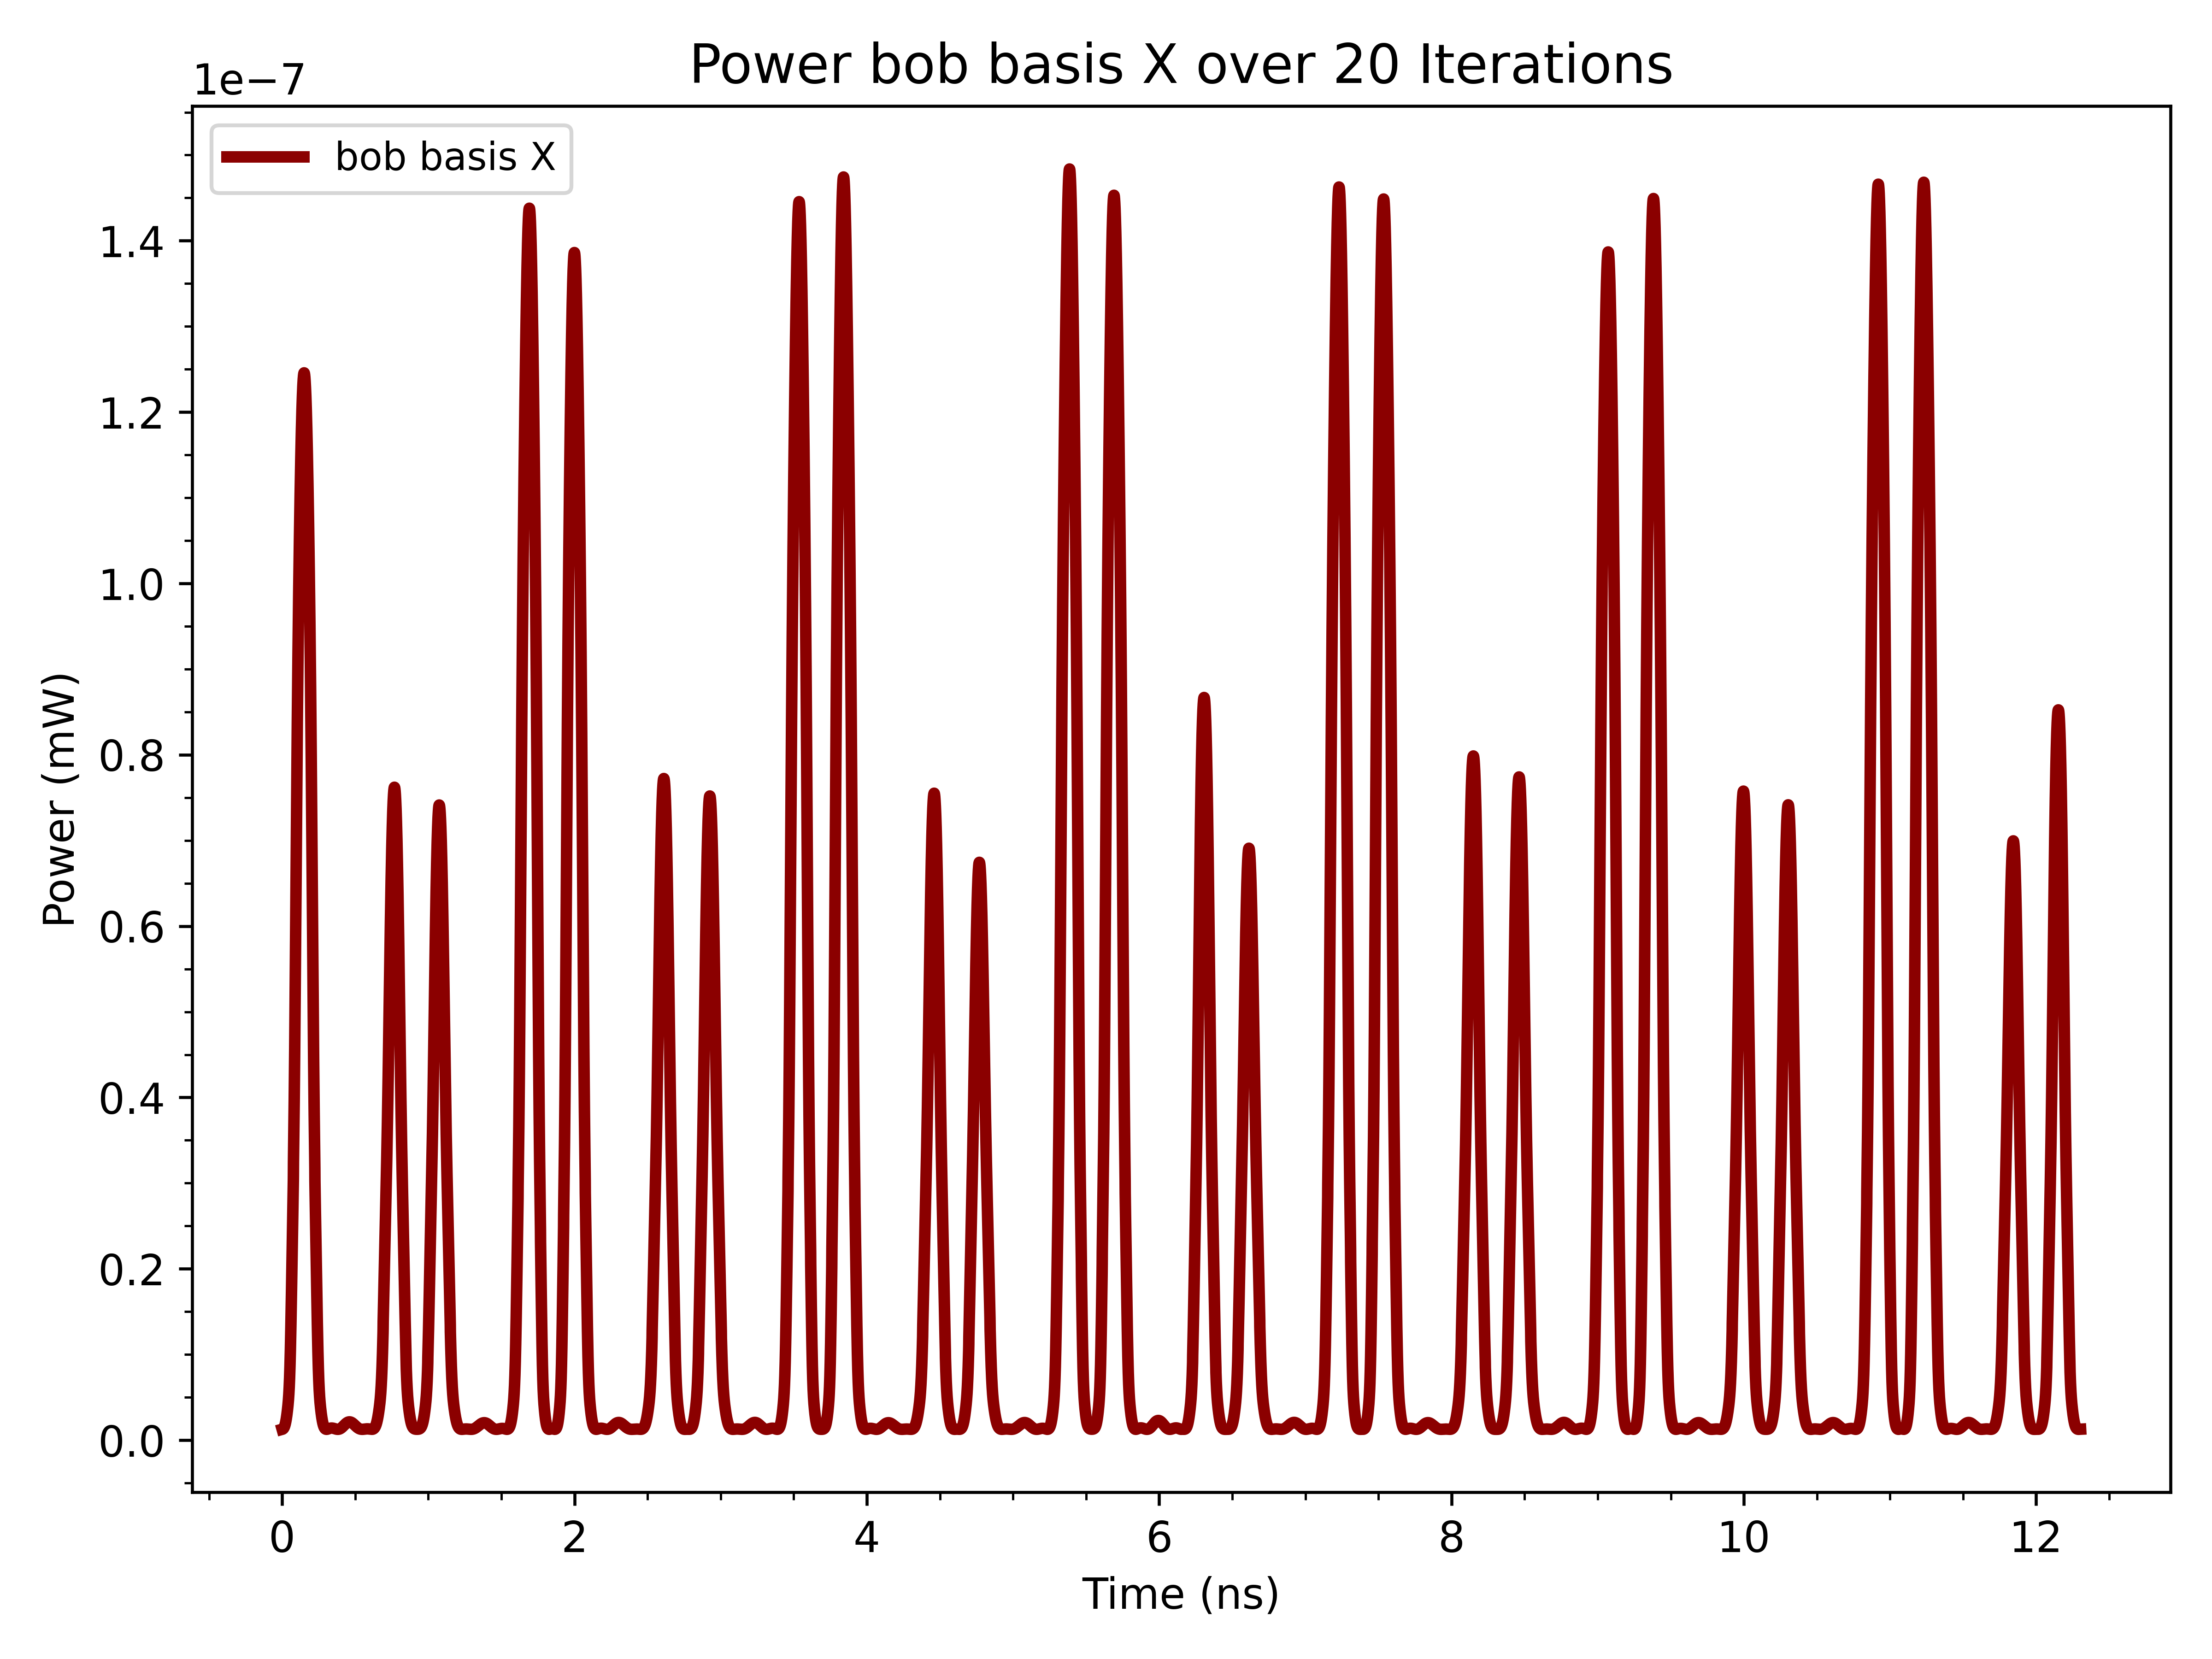 Power bob basis X over 20 Iterations
1e−7
bob basis X
1.4
1.2
1.0
0.8
0.6
0.4
0.2
0.0
Power (mW)
0 2 4 6 8 10 12
Time (ns)